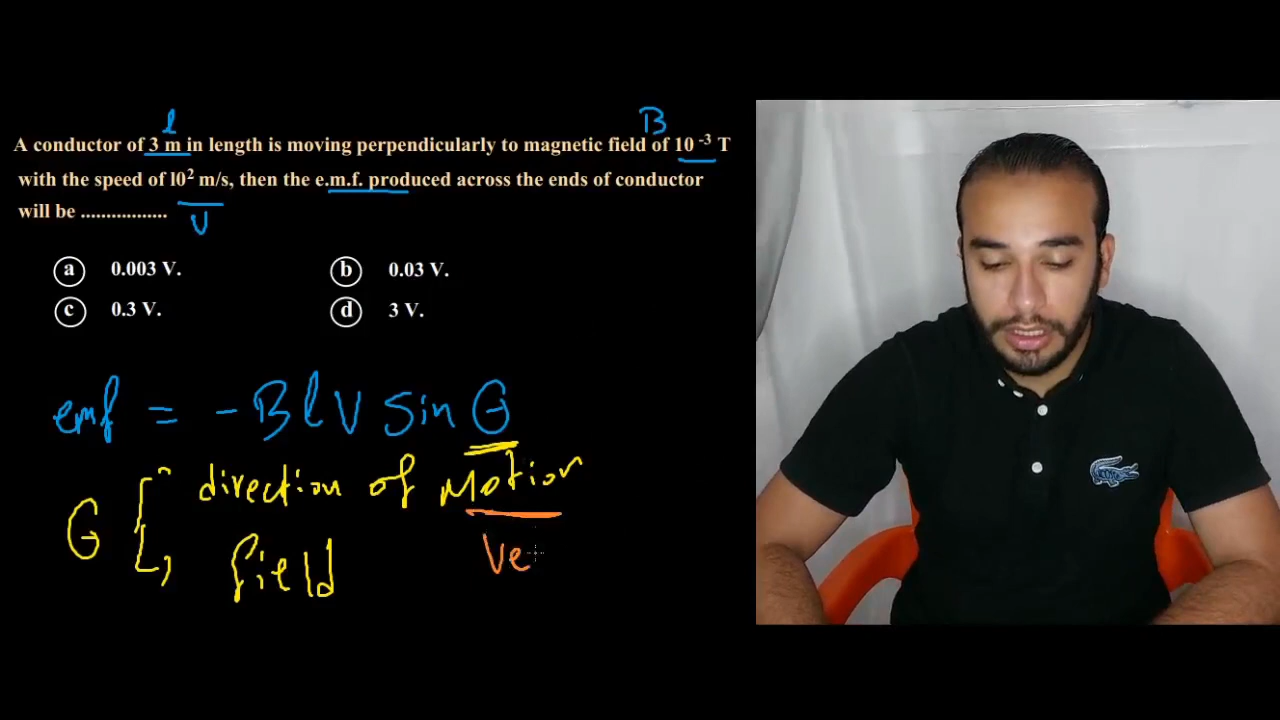 l
B
A conductor of 3 m in length is moving perpendicularly to magnetic field of 10⁻³ T
with the speed of l0² m/s, then the e.m.f. produced across the ends of conductor
will be .................
V
a 0.003 V. b 0.03 V.
c 0.3 V. d 3 V.
emf = - B l V Sin θ
θ direction of Motion
field
Ve